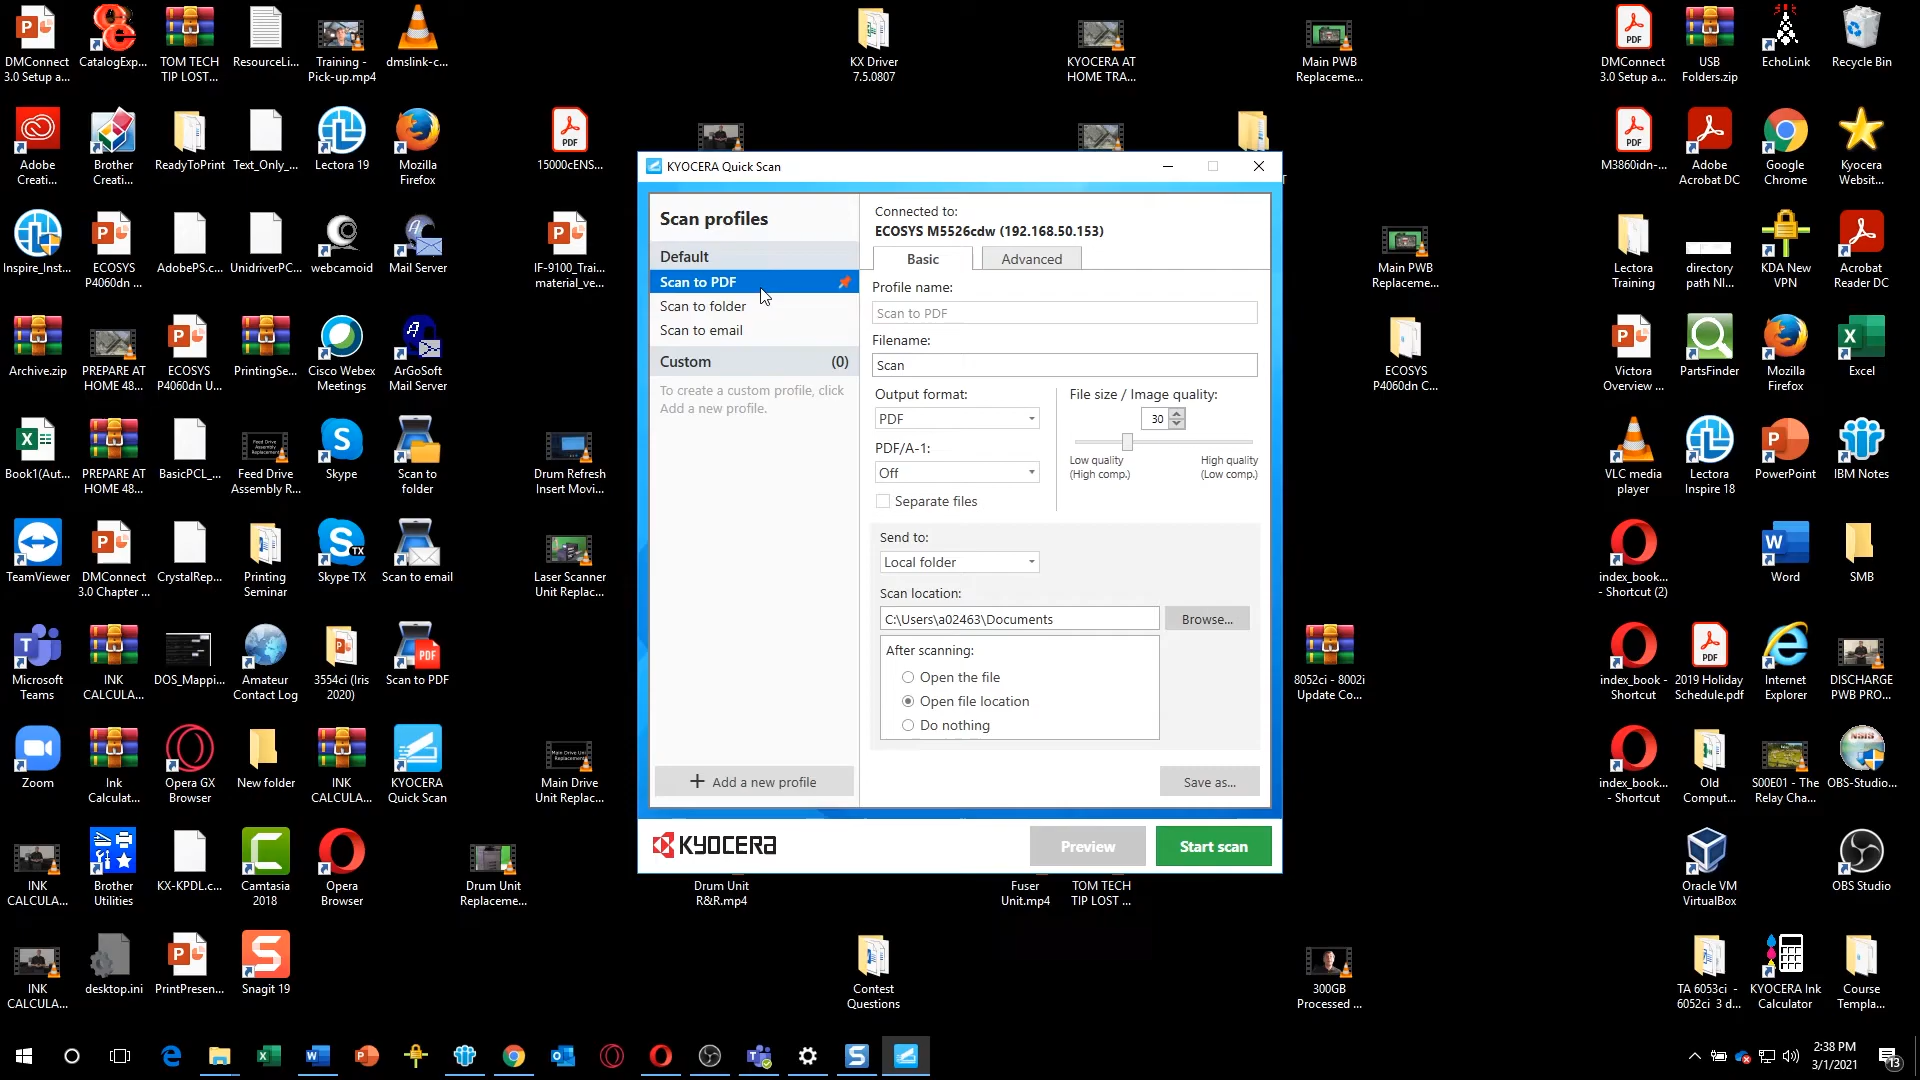 DMConnect
3.0 Setup a...
CatalogExp...
TOM TECH
TIP LOST...
ResourceLi...
Training -
Pick-up.mp4
dmslink-c...
KX Driver
7.5.0807
KYOCERA AT
HOME TRA...
Main PWB
Replaceme...
DMConnect
3.0 Setup a...
USB
Folders.zip
EchoLink
Recycle Bin
Adobe
Creati...
Brother
Creati...
ReadyToPrint
Text_Only_...
Lectora 19
Mozilla
Firefox
15000cENS...
M3860idn-...
Adobe
Acrobat DC
Google
Chrome
Kyocera
Websit...
Inspire_Inst...
ECOSYS
P4060dn ...
AdobePS.c...
UnidriverPC...
webcamoid
Mail Server
IF-9100_Trai...
material_ve...
Main PWB
Replaceme...
Lectora
Training
directory
path NI...
KDA New
VPN
Acrobat
Reader DC
Archive.zip
PREPARE AT
HOME 48...
ECOSYS
P4060dn U...
PrintingSe...
Cisco Webex
Meetings
ArGoSoft
Mail Server
ECOSYS
P4060dn C...
Victora
Overview ...
PartsFinder
Mozilla
Firefox
Excel
Book1(Aut...
PREPARE AT
HOME 48...
BasicPCL_...
Feed Drive
Assembly R...
Skype
Scan to
folder
Drum Refresh
Insert Movi...
VLC media
player
Lectora
Inspire 18
PowerPoint
IBM Notes
TeamViewer
DMConnect
3.0 Chapter ...
CrystalRep...
Printing
Seminar
Skype TX
Scan to email
Laser Scanner
Unit Replac...
index_book...
- Shortcut (2)
Word
SMB
Microsoft
Teams
INK
CALCULA...
DOS_Mappi...
Amateur
Contact Log
3554ci (Iris
2020)
Scan to PDF
8052ci - 8002i
Update Co...
index_book -
Shortcut
2019 Holiday
Schedule.pdf
Internet
Explorer
DISCHARGE
PWB PRO...
Zoom
Ink
Calculat...
Opera GX
Browser
New folder
INK
CALCULA...
KYOCERA
Quick Scan
Main Drive
Unit Replac...
index_book...
- Shortcut
Old
Comput...
S00E01 - The
Relay Cha...
OBS-Studio...
INK
CALCULA...
Brother
Utilities
KX-KPDL.c...
Camtasia
2018
Opera
Browser
Drum Unit
Replaceme...
Drum Unit
R&R.mp4
Fuser
Unit.mp4
TOM TECH
TIP LOST ...
Oracle VM
VirtualBox
OBS Studio
INK
CALCULA...
desktop.ini
PrintPresen...
Snagit 19
Contest
Questions
300GB
Processed ...
TA 6053ci -
6052ci 3 d...
KYOCERA Ink
Calculator
Course
Templa...
KYOCERA Quick Scan
Scan profiles
Default
Scan to PDF
Scan to folder
Scan to email
Custom (0)
To create a custom profile, click
Add a new profile.
+ Add a new profile
Connected to:
ECOSYS M5526cdw (192.168.50.153)
Basic
Advanced
Profile name:
Scan to PDF
Filename:
Scan
Output format:
PDF
PDF/A-1:
Off
Separate files
File size / Image quality:
30
Low quality
(High comp.)
High quality
(Low comp.)
Send to:
Local folder
Scan location:
C:\Users\a02463\Documents
Browse...
After scanning:
Open the file
Open file location
Do nothing
Save as...
KYOCERA
Preview
Start scan
2:38 PM
3/1/2021
13